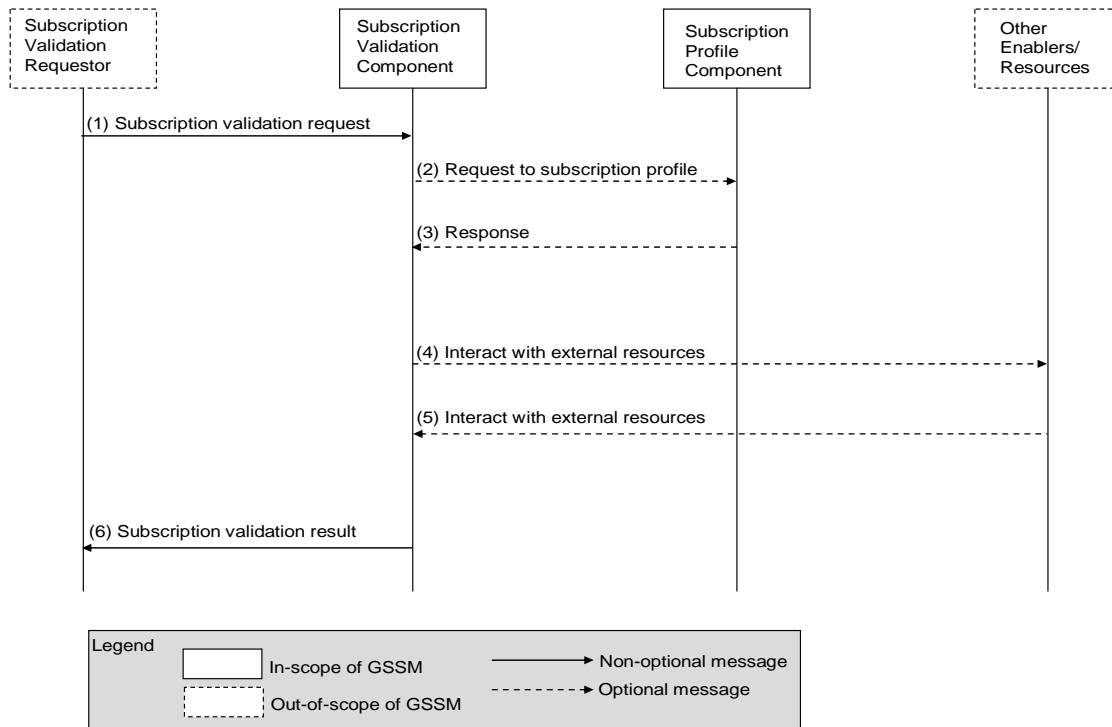 Subscription
Validation
Requestor
Subscription
Validation
Component
Subscription
Profile
Component
Other
Enablers/
Resources
(1) Subscription validation request
(2) Request to subscription profile
(3) Response
(4) Interact with external resources
(5) Interact with external resources
(6) Subscription validation result
Legend
In-scope of GSSM
Non-optional message
Out-of-scope of GSSM
Optional message